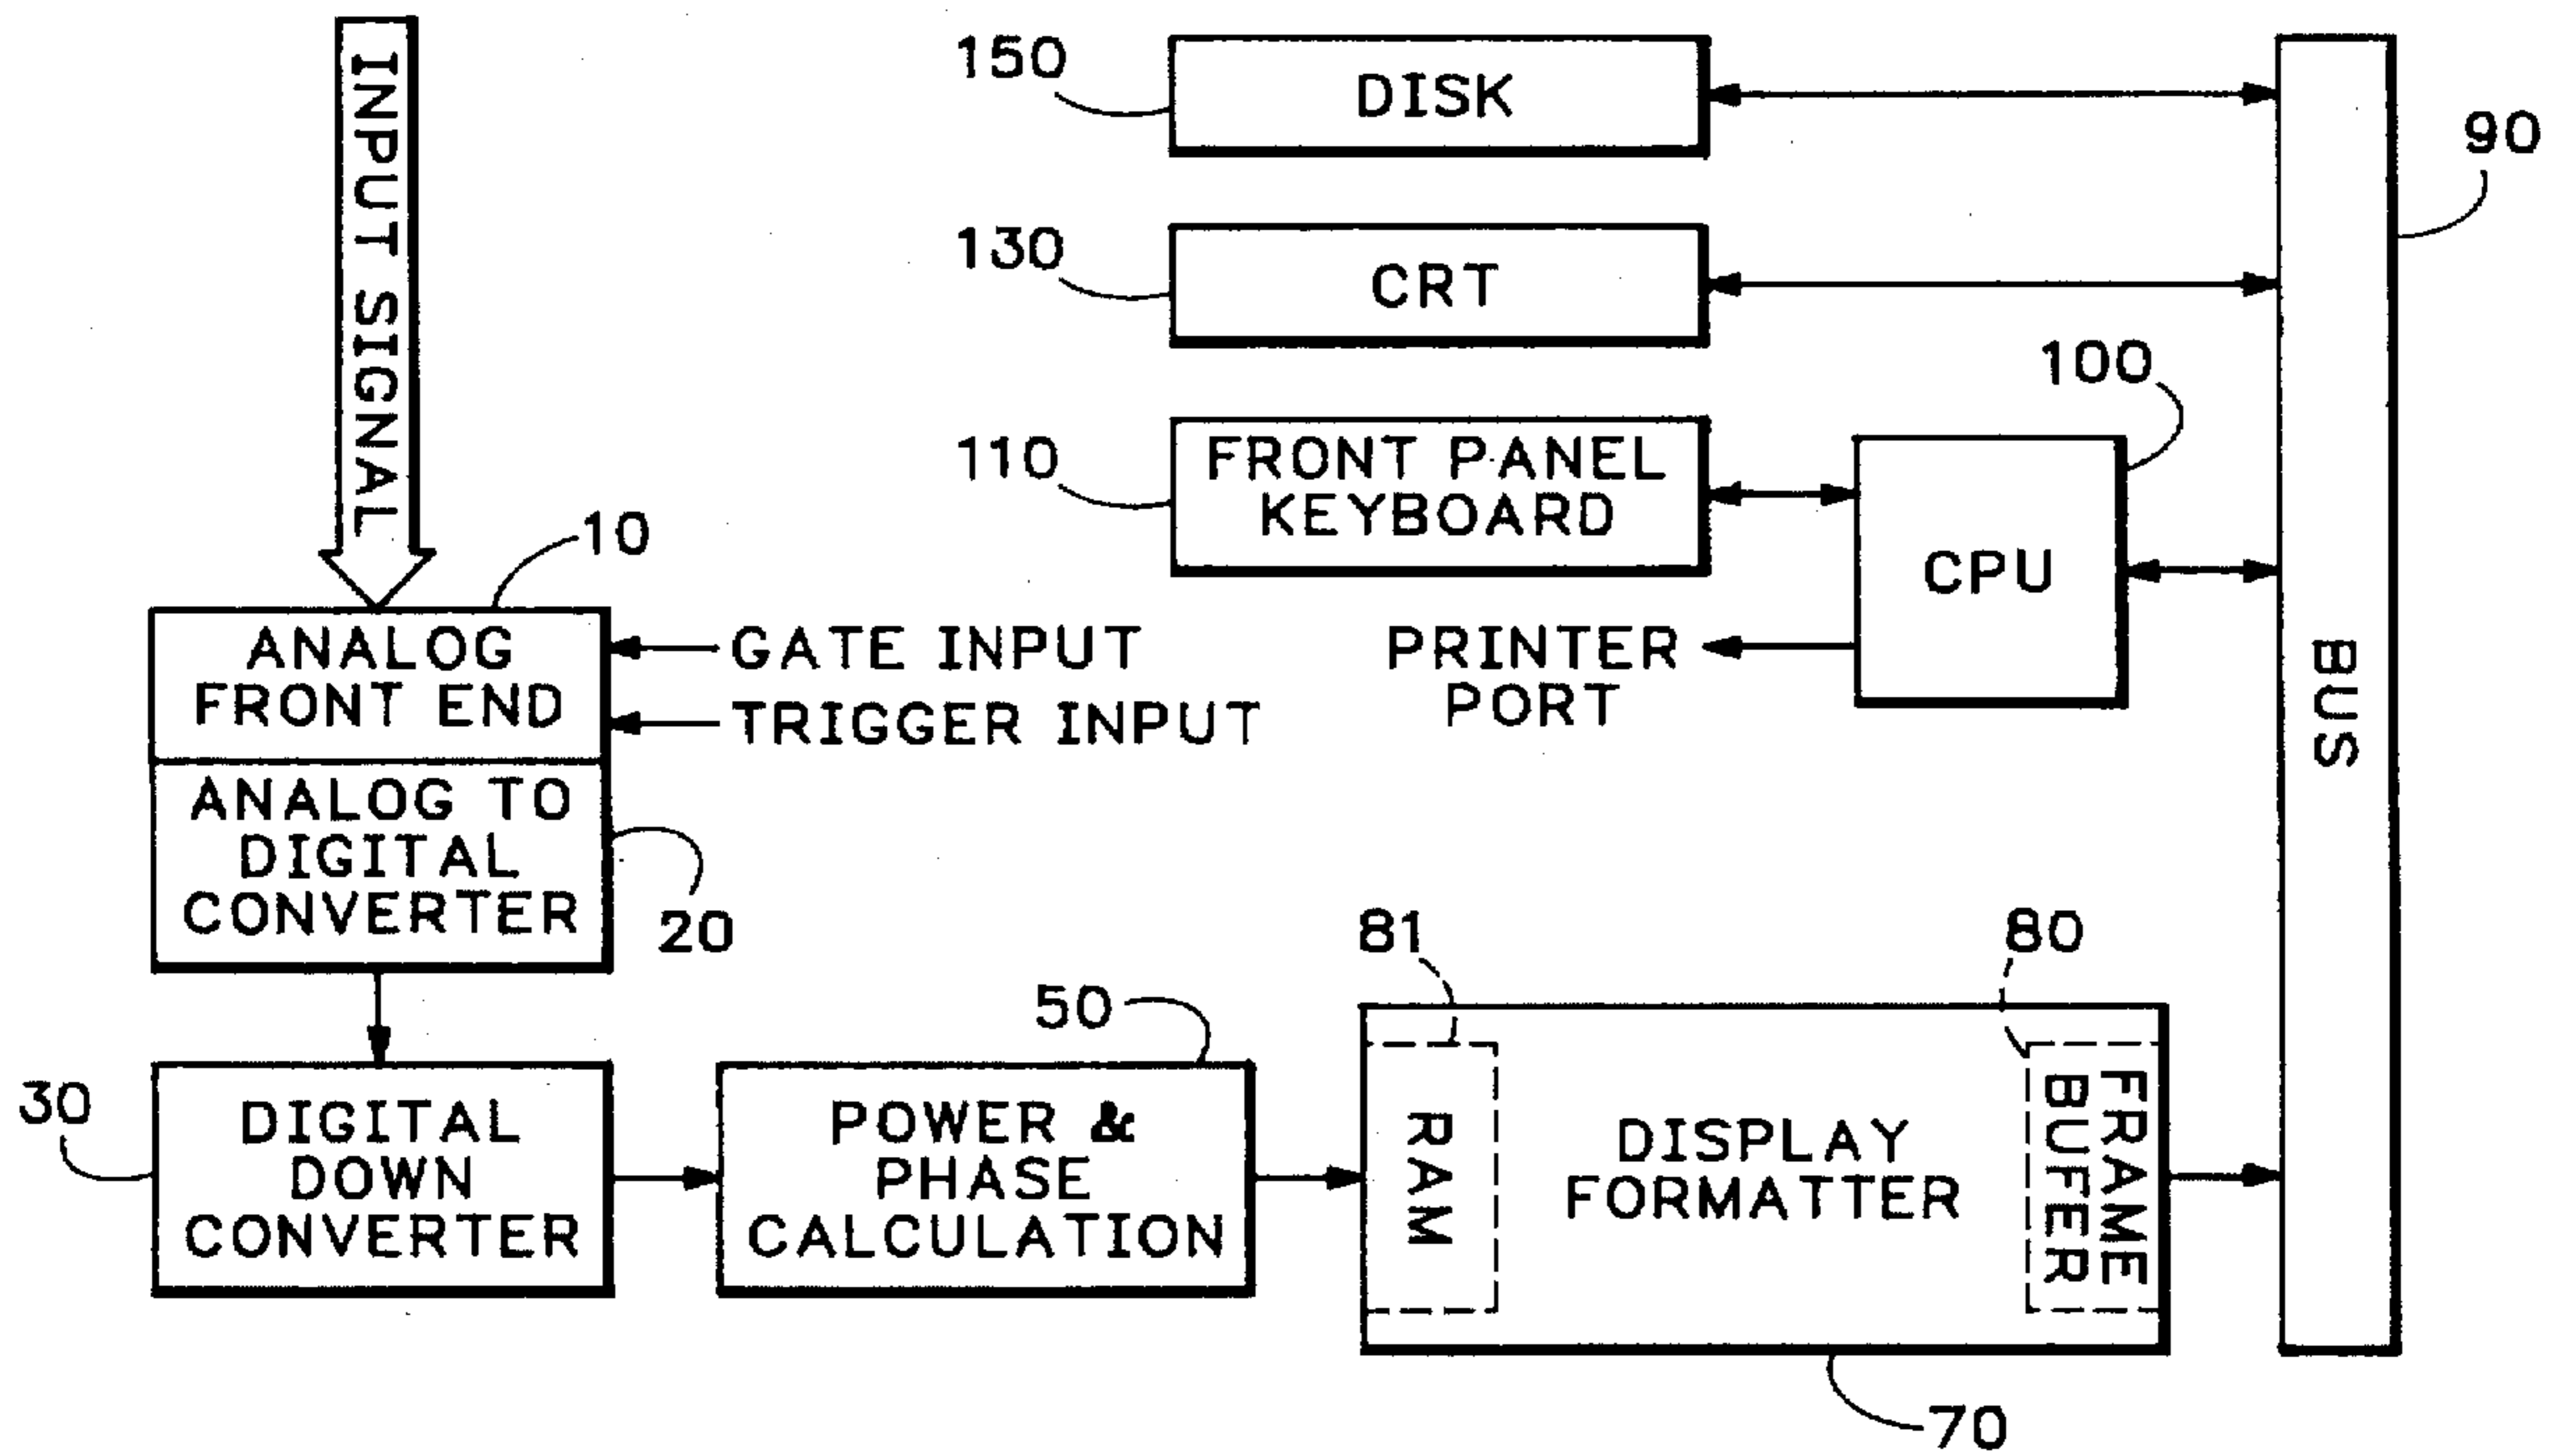 INPUT SIGNAL
150
DISK
90
130
CRT
100
110
FRONT PANEL
KEYBOARD
CPU
PRINTER
PORT
BUS
10
ANALOG
FRONT END
GATE INPUT
TRIGGER INPUT
ANALOG TO
DIGITAL
CONVERTER
20
30
DIGITAL
DOWN
CONVERTER
50
POWER &
PHASE
CALCULATION
81
80
RAM
DISPLAY
FORMATTER
FRAME
BUFFER
70